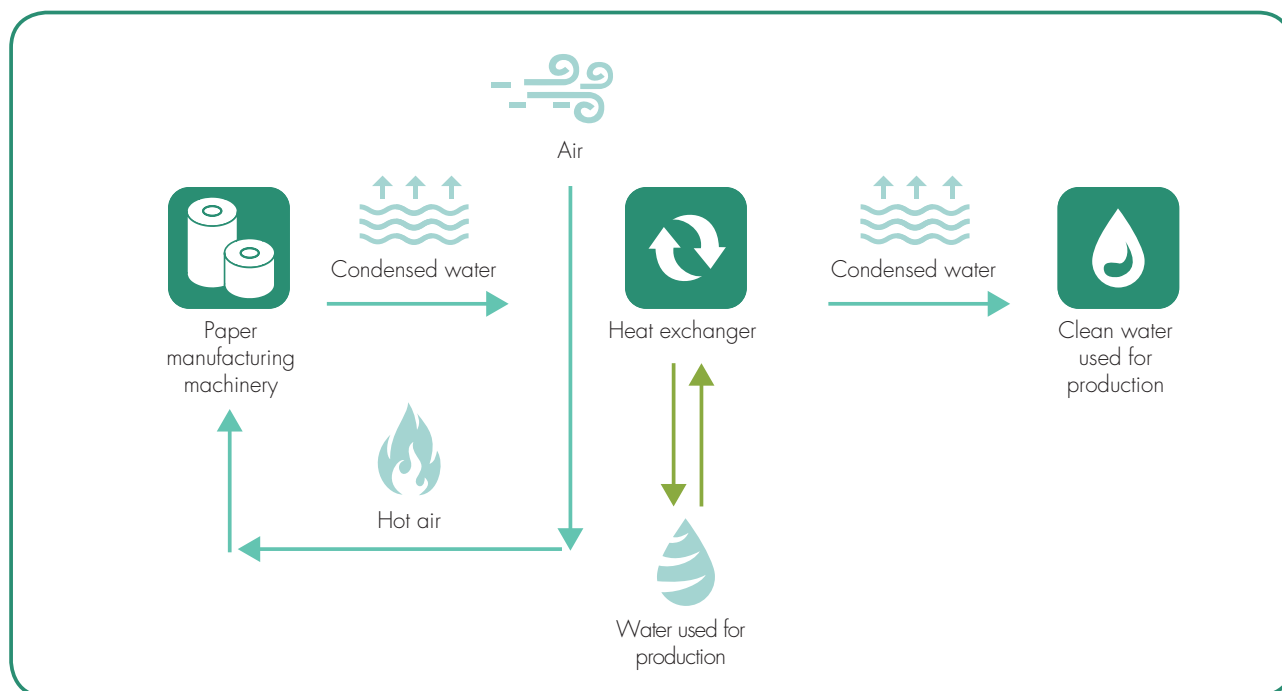 Air
Condensed water
Condensed water
Paper
manufacturing
machinery
Heat exchanger
Clean water
used for
production
Hot air
Water used for
production